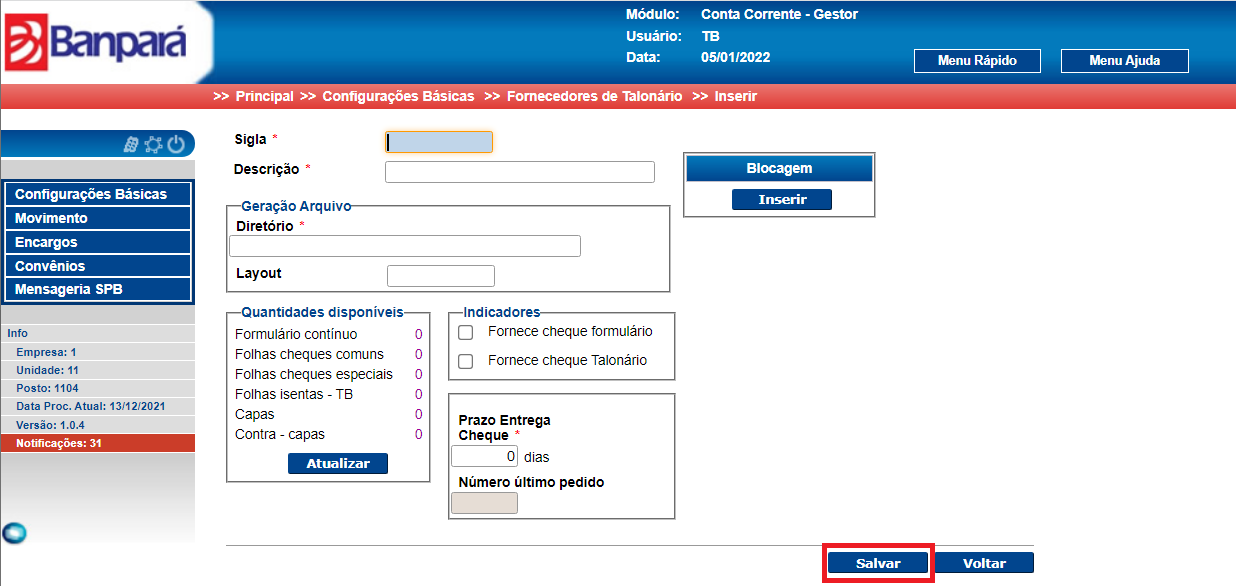 Banpará
Módulo: Conta Corrente - Gestor
Usuário: TB
Data: 05/01/2022
Menu Rápido
Menu Ajuda
>> Principal >> Configurações Básicas >> Fornecedores de Talonário >> Inserir
Configurações Básicas
Movimento
Encargos
Convênios
Mensageria SPB
Info
Empresa: 1
Unidade: 11
Posto: 1104
Data Proc. Atual: 13/12/2021
Versão: 1.0.4
Notificações: 31
Sigla *
Descrição *
Blocagem
Inserir
Geração Arquivo
Diretório *
Layout
Quantidades disponíveis
Formulário contínuo 0
Folhas cheques comuns 0
Folhas cheques especiais 0
Folhas isentas - TB 0
Capas 0
Contra - capas 0
Atualizar
Indicadores
Fornece cheque formulário
Fornece cheque Talonário
Prazo Entrega
Cheque *
0 dias
Número último pedido
Salvar
Voltar